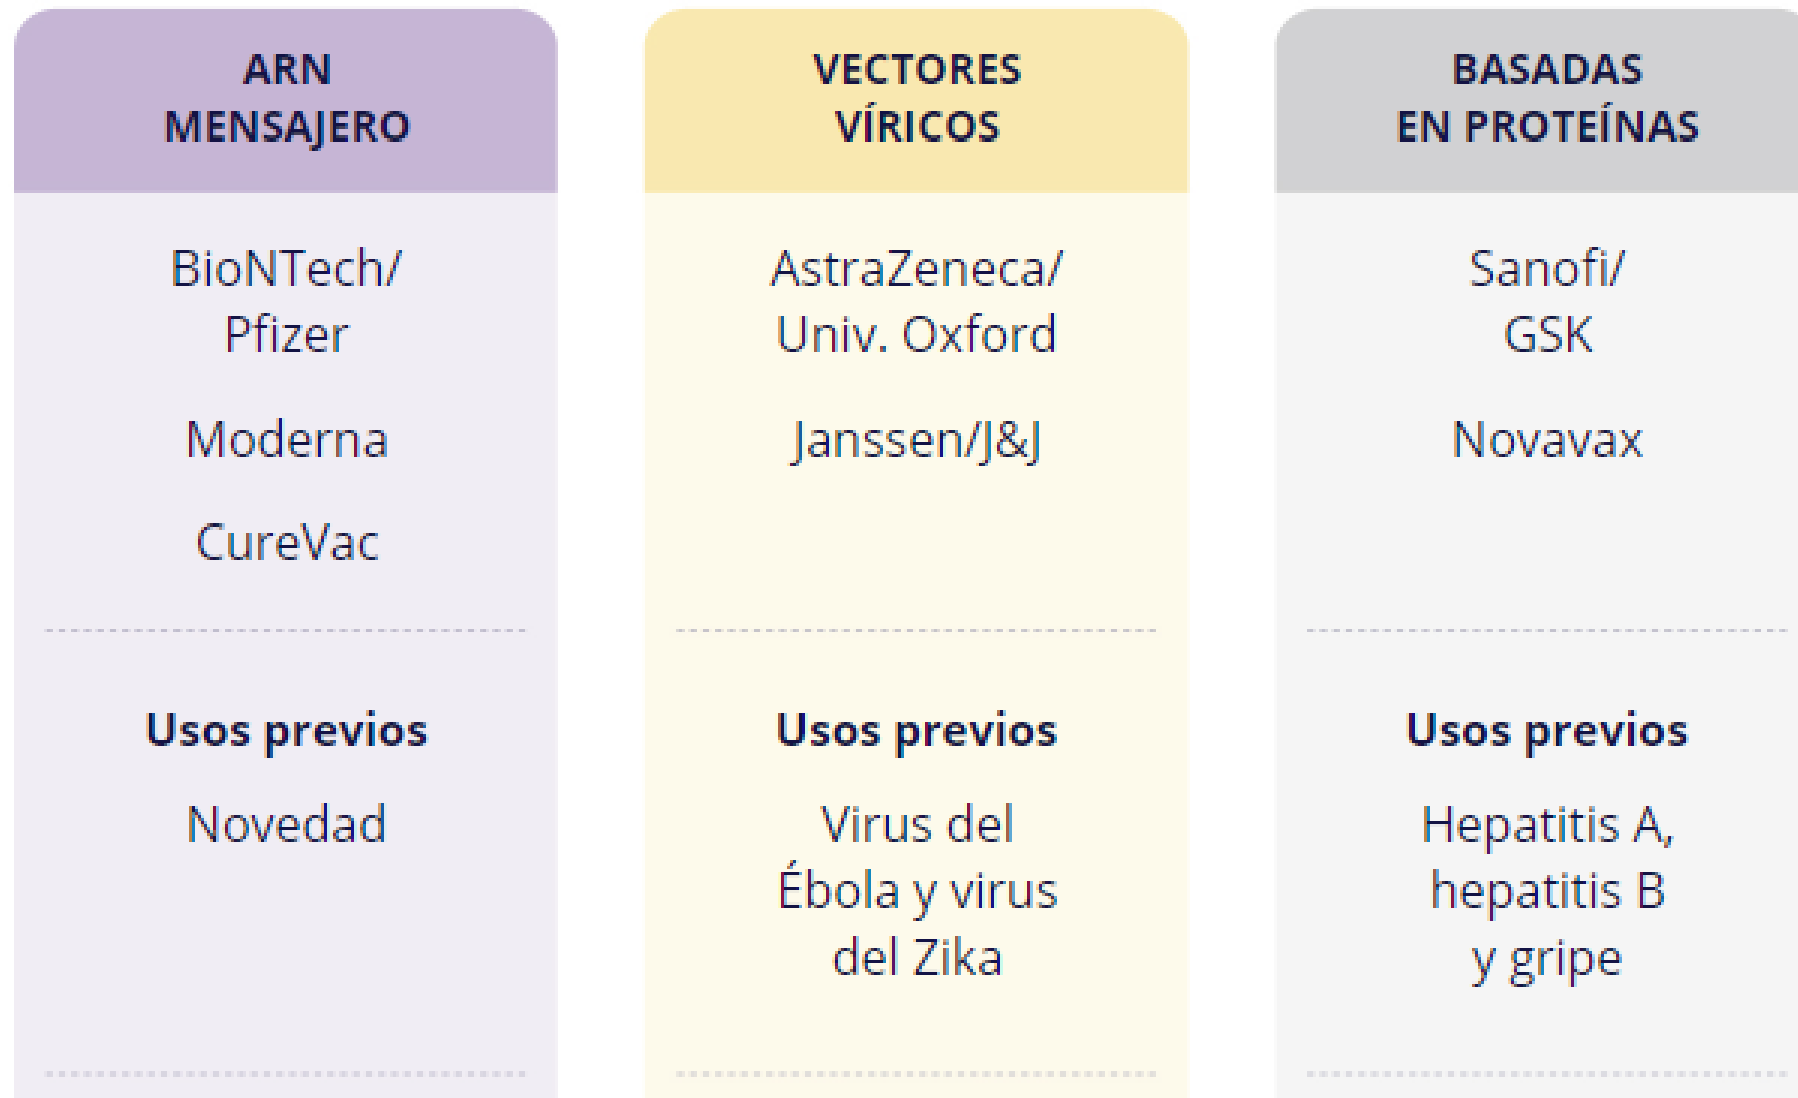 ARN
MENSAJERO
BioNTech/
Pfizer
Moderna
CureVac
Usos previos
Novedad
VECTORES
VÍRICOS
AstraZeneca/
Univ. Oxford
Janssen/J&J
Usos previos
Virus del
Ébola y virus
del Zika
BASADAS
EN PROTEÍNAS
Sanofi/
GSK
Novavax
Usos previos
Hepatitis A,
hepatitis B
y gripe